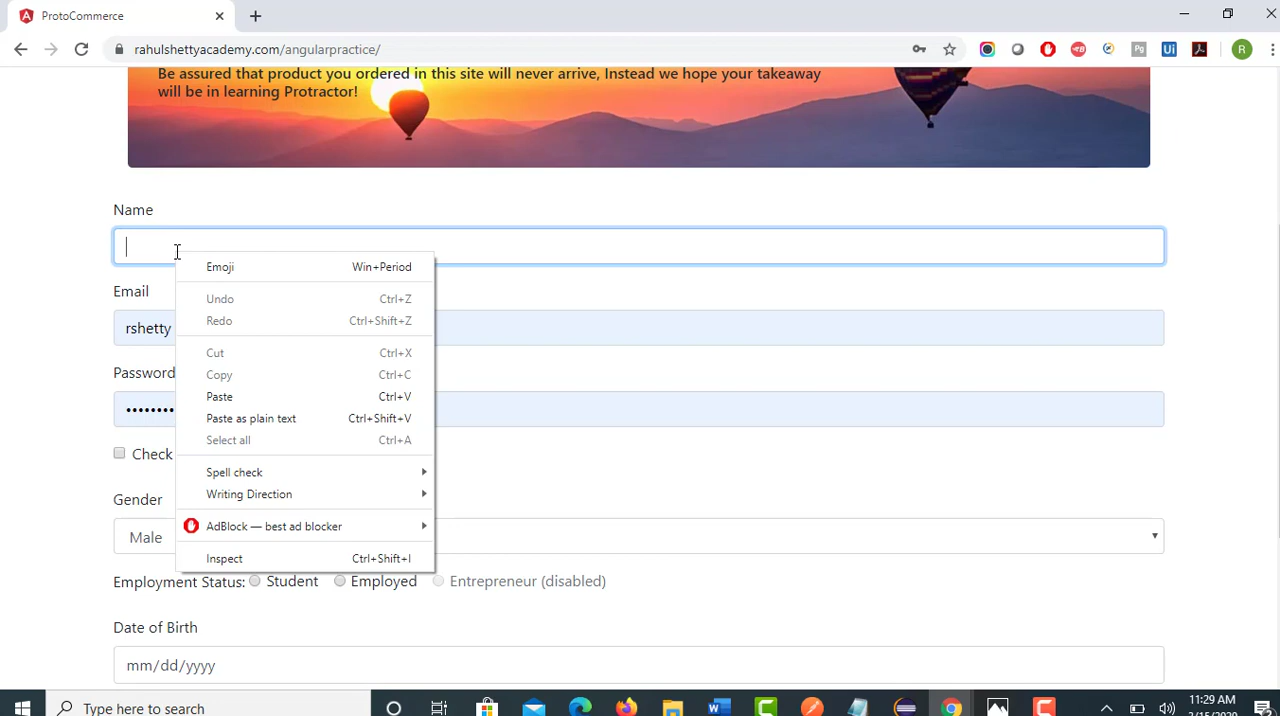 ProtoCommerce
rahulshettyacademy.com/angularpractice/
R
Be assured that product you ordered in this site will never arrive, Instead we hope your takeaway
will be in learning Protractor!
Name
Emoji Win+Period
Undo Ctrl+Z
Redo Ctrl+Shift+Z
Cut Ctrl+X
Copy Ctrl+C
Paste Ctrl+V
Paste as plain text Ctrl+Shift+V
Select all Ctrl+A
Spell check
Writing Direction
AdBlock — best ad blocker
Inspect Ctrl+Shift+I
Email
rshetty
Password
••••••••
Check
Gender
Male
Employment Status: Student Employed Entrepreneur (disabled)
Date of Birth
mm/dd/yyyy
Type here to search
11:29 AM